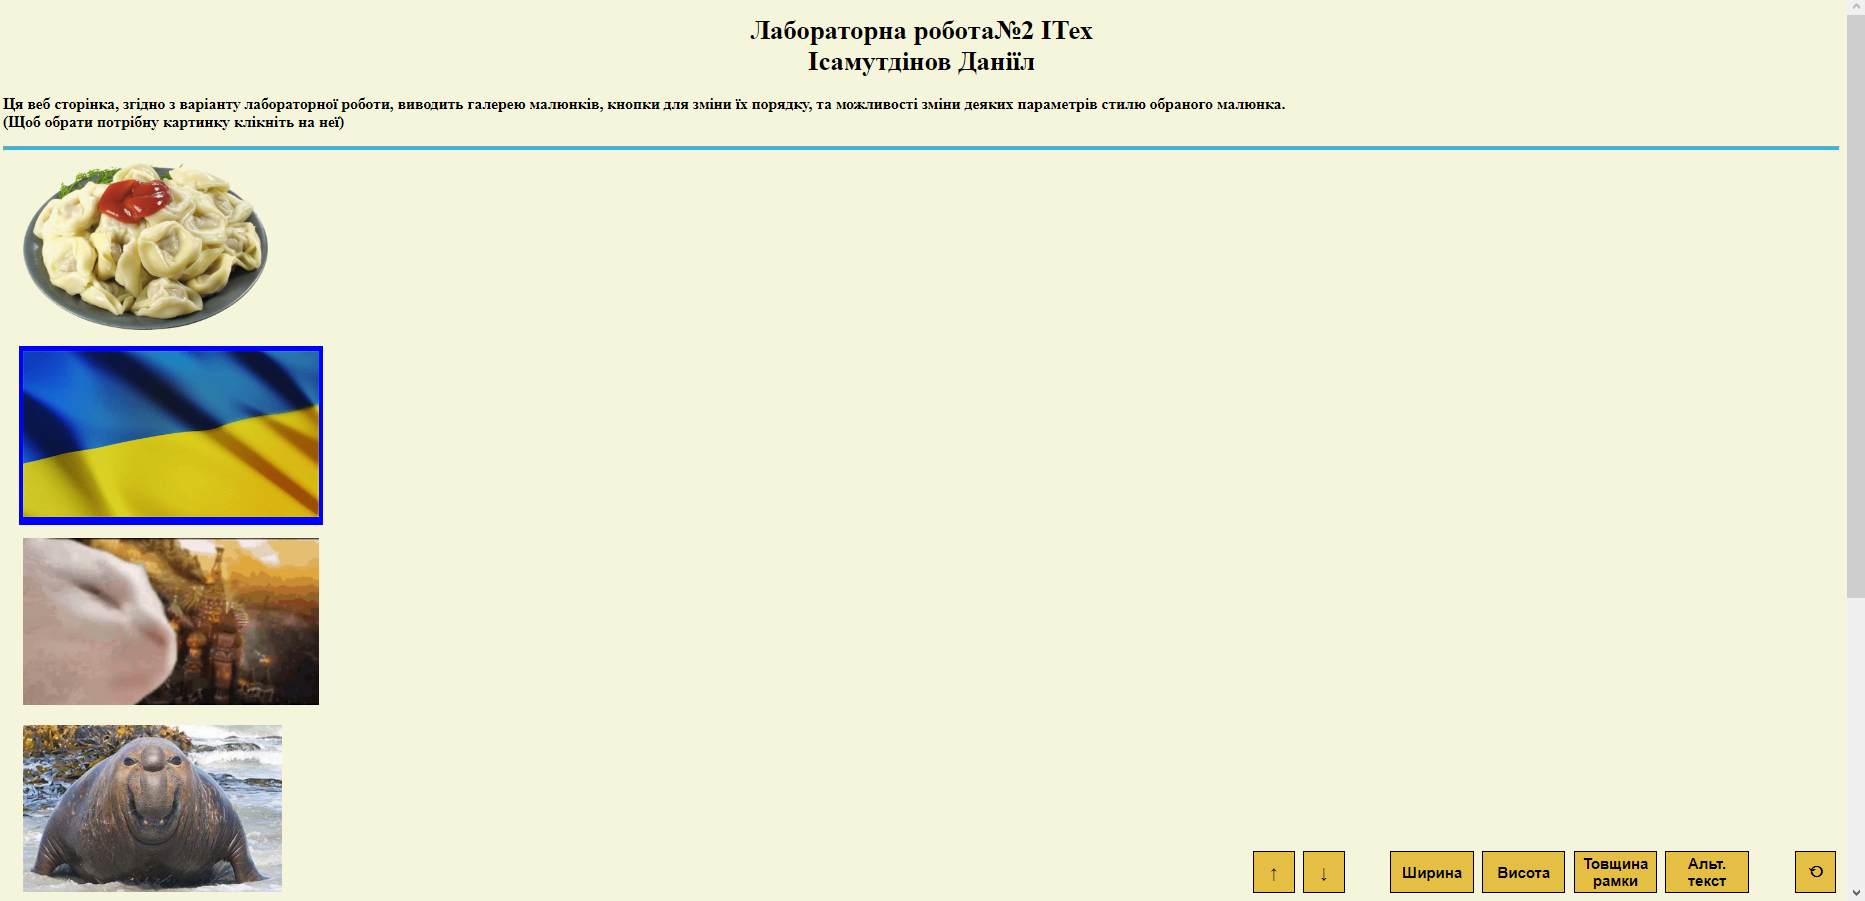 Лабораторна робота№2 ІТех
Ісамутдінов Даніїл
Ця веб сторінка, згідно з варіанту лабораторної роботи, виводить галерею малюнків, кнопки для зміни їх порядку, та можливості зміни деяких параметрів стилю обраного малюнка.
(Щоб обрати потрібну картинку клікніть на неї)
↑ ↓ Ширина Висота Товщина рамки Альт. текст ⟲